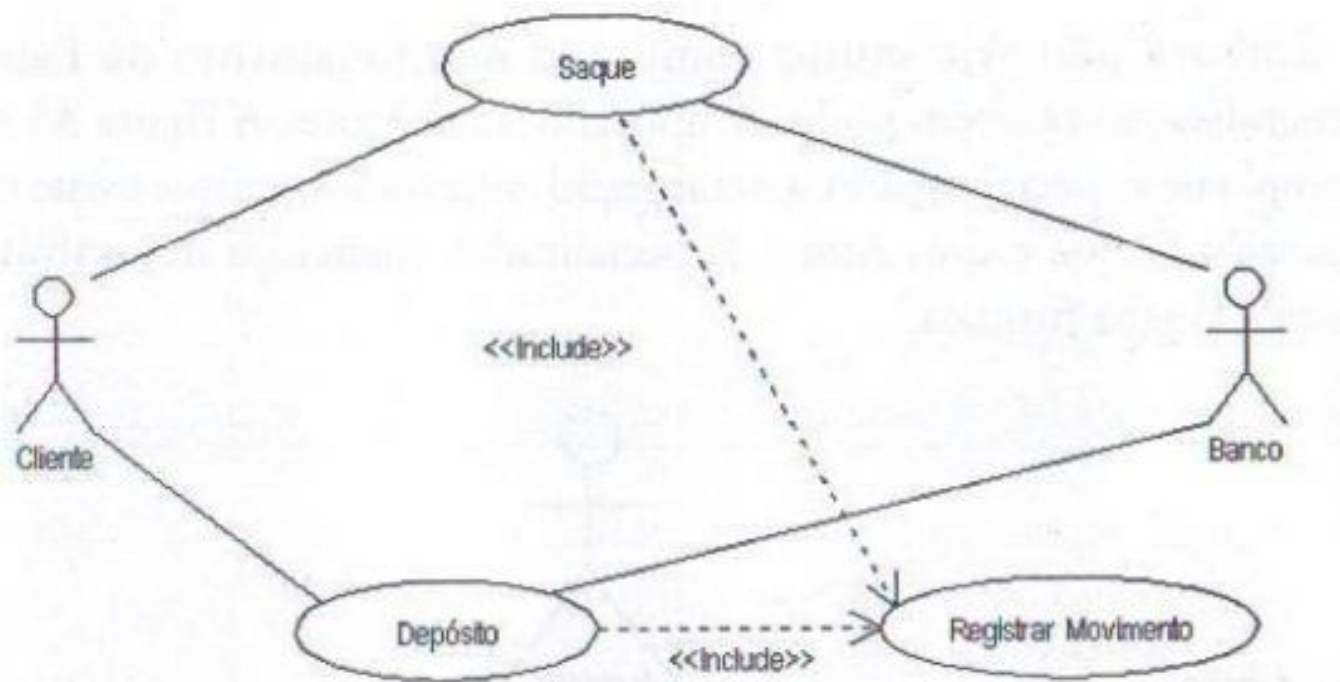 Saque
<<Include>>
Cliente
Banco
Depósito
Registrar Movimento
<<Include>>